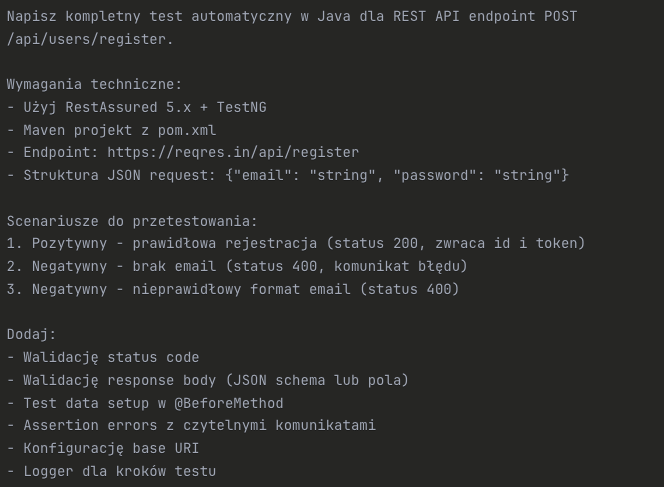 Napisz kompletny test automatyczny w Java dla REST API endpoint POST
/api/users/register.
Wymagania techniczne:
- Użyj RestAssured 5.x + TestNG
- Maven projekt z pom.xml
- Endpoint: https://reqres.in/api/register
- Struktura JSON request: {"email": "string", "password": "string"}
Scenariusze do przetestowania:
1. Pozytywny - prawidłowa rejestracja (status 200, zwraca id i token)
2. Negatywny - brak email (status 400, komunikat błędu)
3. Negatywny - nieprawidłowy format email (status 400)
Dodaj:
- Walidację status code
- Walidację response body (JSON schema lub pola)
- Test data setup w @BeforeMethod
- Assertion errors z czytelnymi komunikatami
- Konfigurację base URI
- Logger dla kroków testu